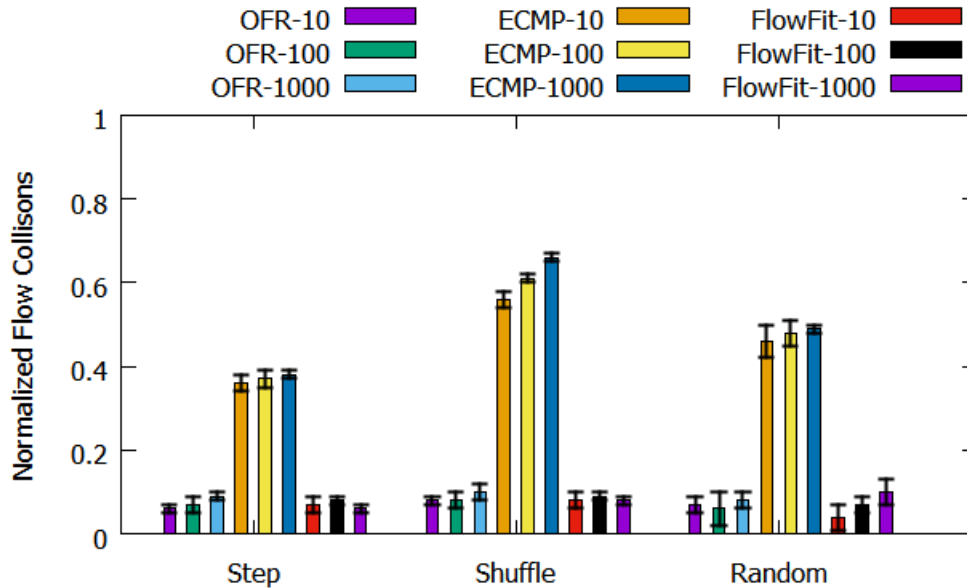 OFR-10 ECMP-10 FlowFit-10
OFR-100 ECMP-100 FlowFit-100
OFR-1000 ECMP-1000 FlowFit-1000
Normalized Flow Collisons
1
0.8
0.6
0.4
0.2
0
Step Shuffle Random